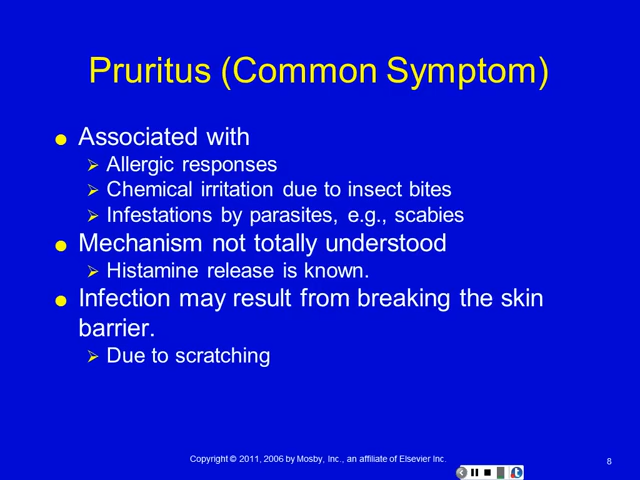 Pruritus (Common Symptom)
● Associated with
➢ Allergic responses
➢ Chemical irritation due to insect bites
➢ Infestations by parasites, e.g., scabies
● Mechanism not totally understood
➢ Histamine release is known.
● Infection may result from breaking the skin
barrier.
➢ Due to scratching
Copyright © 2011, 2006 by Mosby, Inc., an affiliate of Elsevier Inc.
8